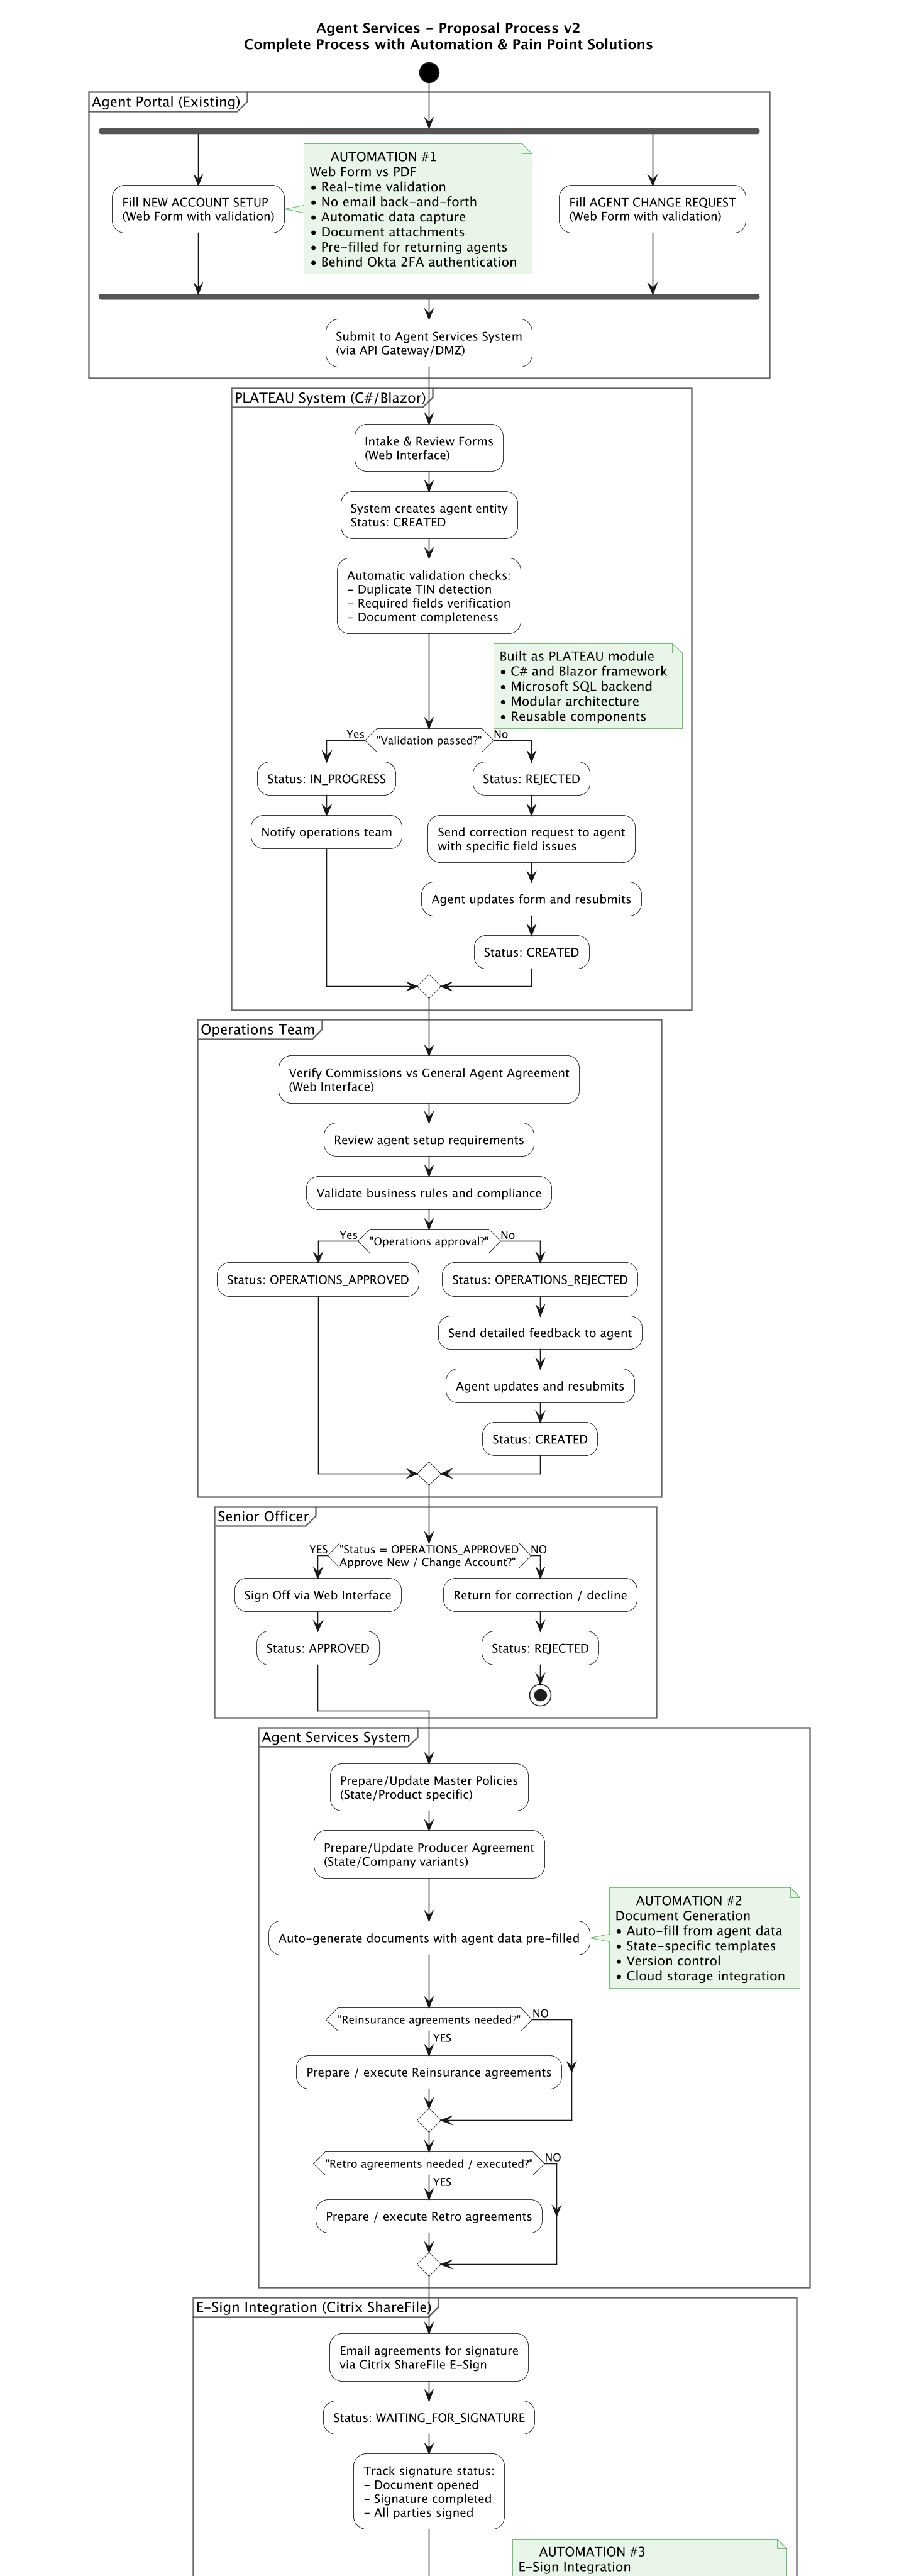 Agent Services – Proposal Process v2
Complete Process with Automation & Pain Point Solutions
Agent Portal (Existing)
AUTOMATION #1
Web Form vs PDF
• Real-time validation
• No email back-and-forth
• Automatic data capture
• Document attachments
• Pre-filled for returning agents
• Behind Okta 2FA authentication
Fill NEW ACCOUNT SETUP
(Web Form with validation)
Fill AGENT CHANGE REQUEST
(Web Form with validation)
Submit to Agent Services System
(via API Gateway/DMZ)
PLATEAU System (C#/Blazor)
Intake & Review Forms
(Web Interface)
System creates agent entity
Status: CREATED
Automatic validation checks:
– Duplicate TIN detection
– Required fields verification
– Document completeness
Built as PLATEAU module
• C# and Blazor framework
• Microsoft SQL backend
• Modular architecture
• Reusable components
Yes
"Validation passed?"
No
Status: IN_PROGRESS
Status: REJECTED
Notify operations team
Send correction request to agent
with specific field issues
Agent updates form and resubmits
Status: CREATED
Operations Team
Verify Commissions vs General Agent Agreement
(Web Interface)
Review agent setup requirements
Validate business rules and compliance
Yes
"Operations approval?"
No
Status: OPERATIONS_APPROVED
Status: OPERATIONS_REJECTED
Send detailed feedback to agent
Agent updates and resubmits
Status: CREATED
Senior Officer
YES
"Status = OPERATIONS_APPROVED
Approve New / Change Account?"
NO
Sign Off via Web Interface
Return for correction / decline
Status: APPROVED
Status: REJECTED
Agent Services System
Prepare/Update Master Policies
(State/Product specific)
Prepare/Update Producer Agreement
(State/Company variants)
AUTOMATION #2
Document Generation
• Auto-fill from agent data
• State-specific templates
• Version control
• Cloud storage integration
Auto-generate documents with agent data pre-filled
"Reinsurance agreements needed?"
NO
YES
Prepare / execute Reinsurance agreements
"Retro agreements needed / executed?"
NO
YES
Prepare / execute Retro agreements
E-Sign Integration (Citrix ShareFile)
Email agreements for signature
via Citrix ShareFile E-Sign
Status: WAITING_FOR_SIGNATURE
Track signature status:
– Document opened
– Signature completed
– All parties signed
AUTOMATION #3
E-Sign Integration